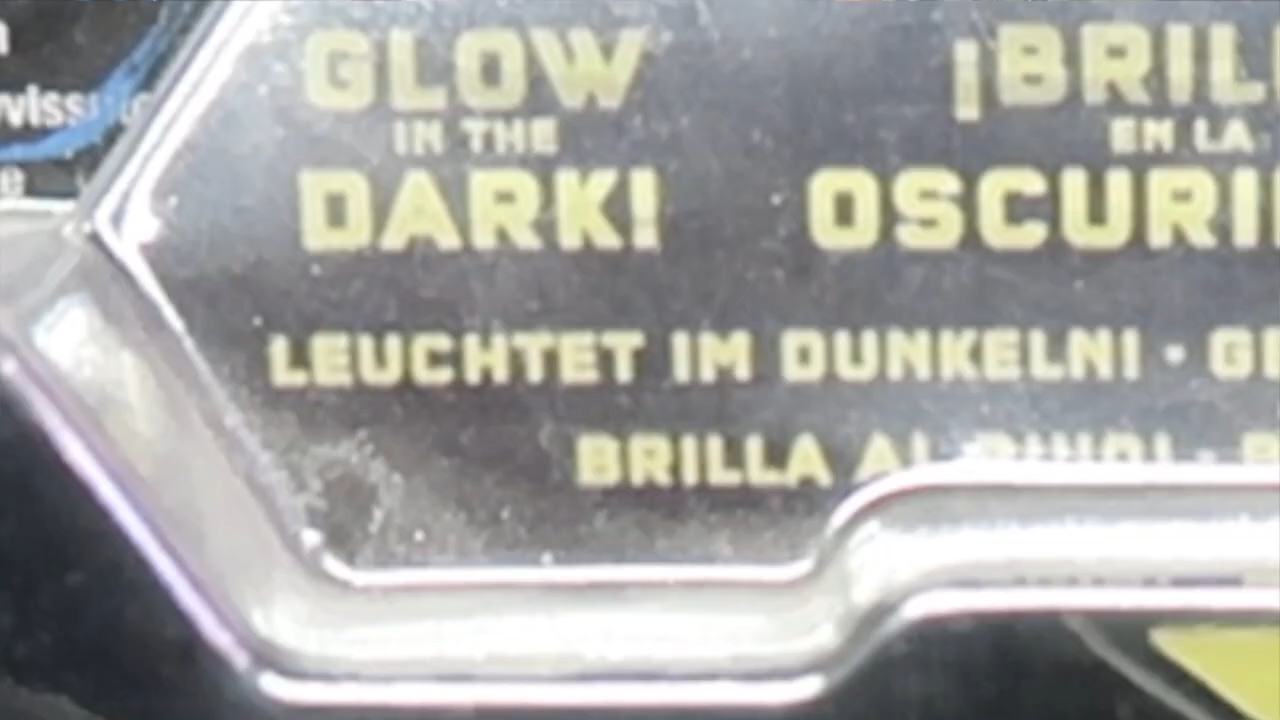 GLOW
IN THE
DARK!
¡BRIL
EN LA
OSCURI
LEUCHTET IM DUNKELN! ·
BRILLA AL